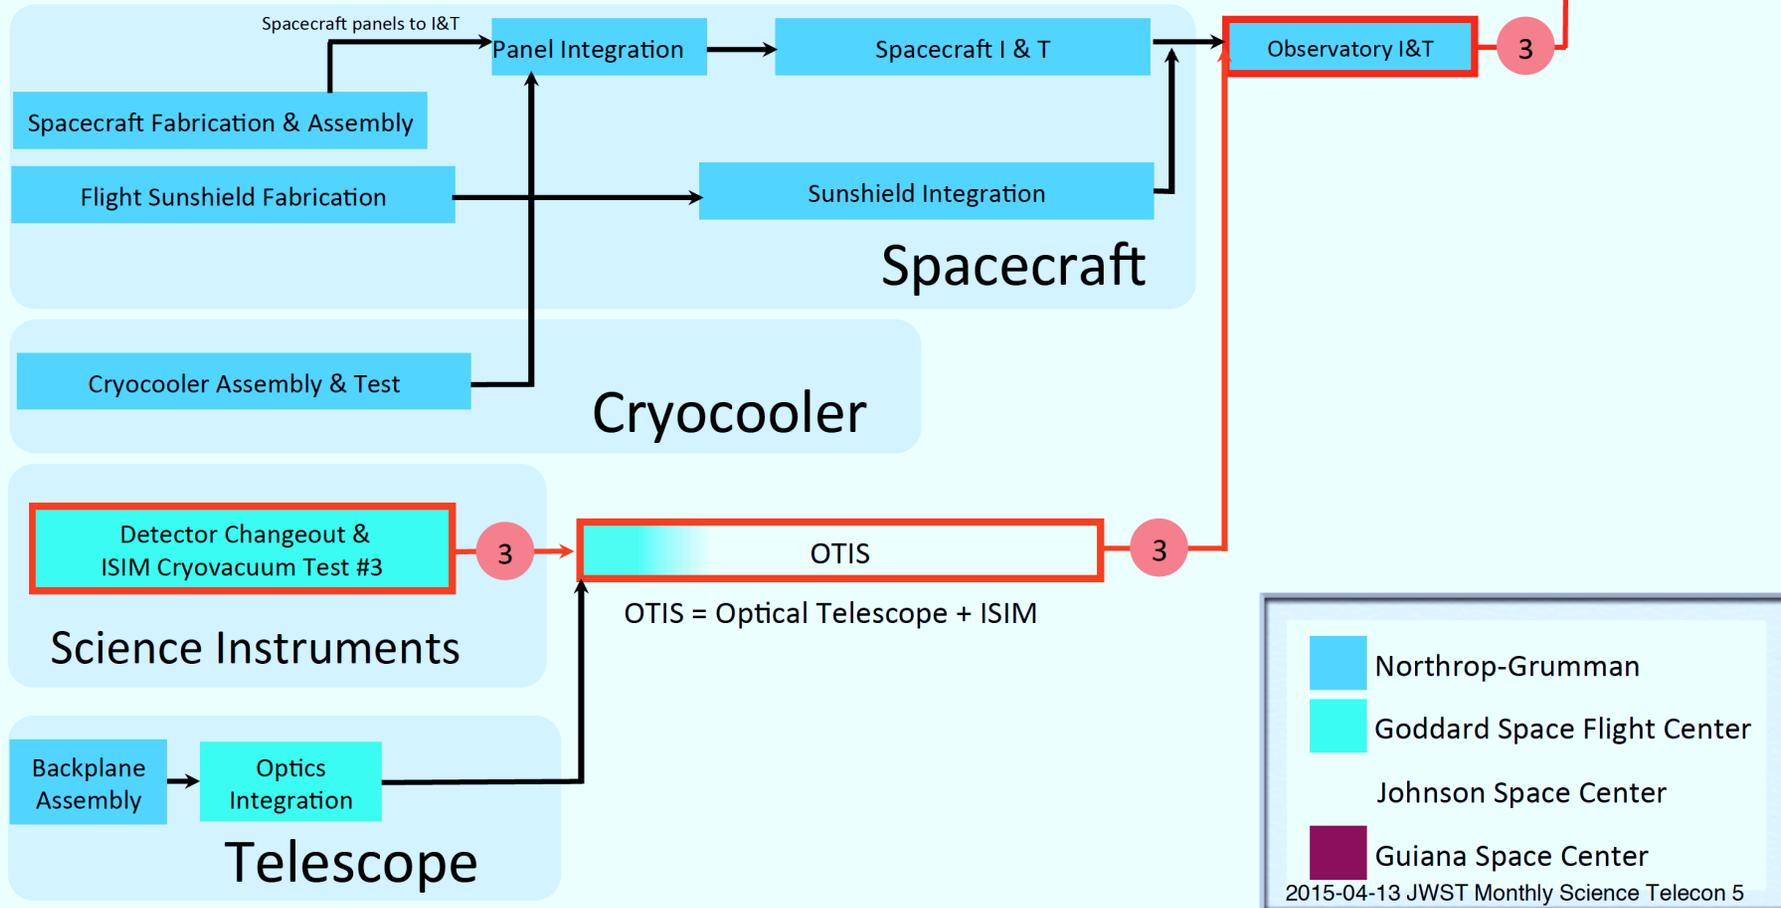 Spacecraft panels to I&T
Panel Integration
Spacecraft I & T
Observatory I&T
3
Spacecraft Fabrication & Assembly
Flight Sunshield Fabrication
Sunshield Integration
Spacecraft
Cryocooler Assembly & Test
Cryocooler
Detector Changeout &
ISIM Cryovacuum Test #3
3
OTIS
3
OTIS = Optical Telescope + ISIM
Science Instruments
Backplane
Assembly
Optics
Integration
Telescope
Northrop-Grumman
Goddard Space Flight Center
Johnson Space Center
Guiana Space Center
2015-04-13 JWST Monthly Science Telecon 5